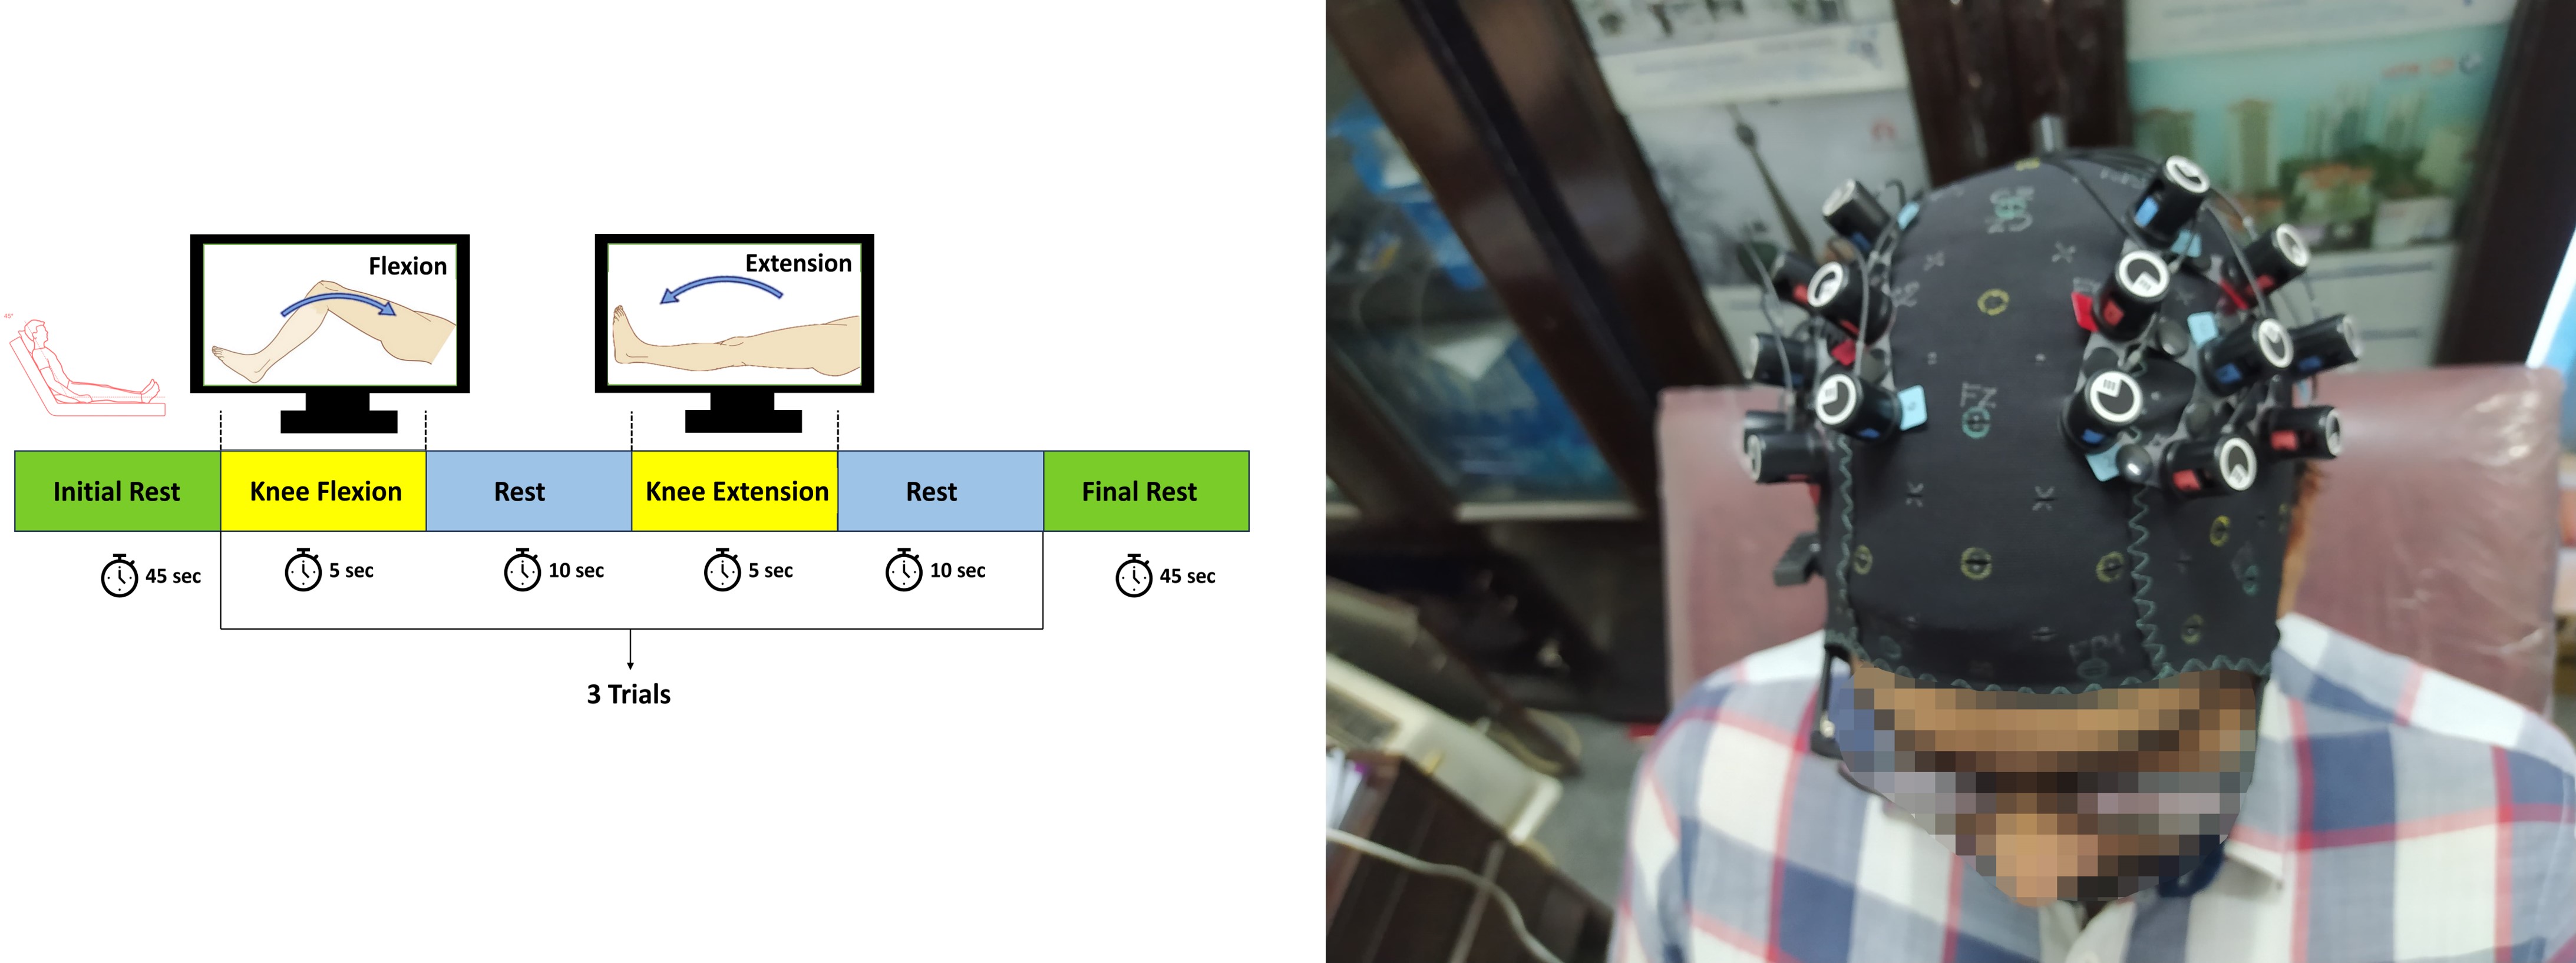 Flexion
Extension
45°
Initial Rest
Knee Flexion
Rest
Knee Extension
Rest
Final Rest
45 sec
5 sec
10 sec
5 sec
10 sec
45 sec
3 Trials
FZ